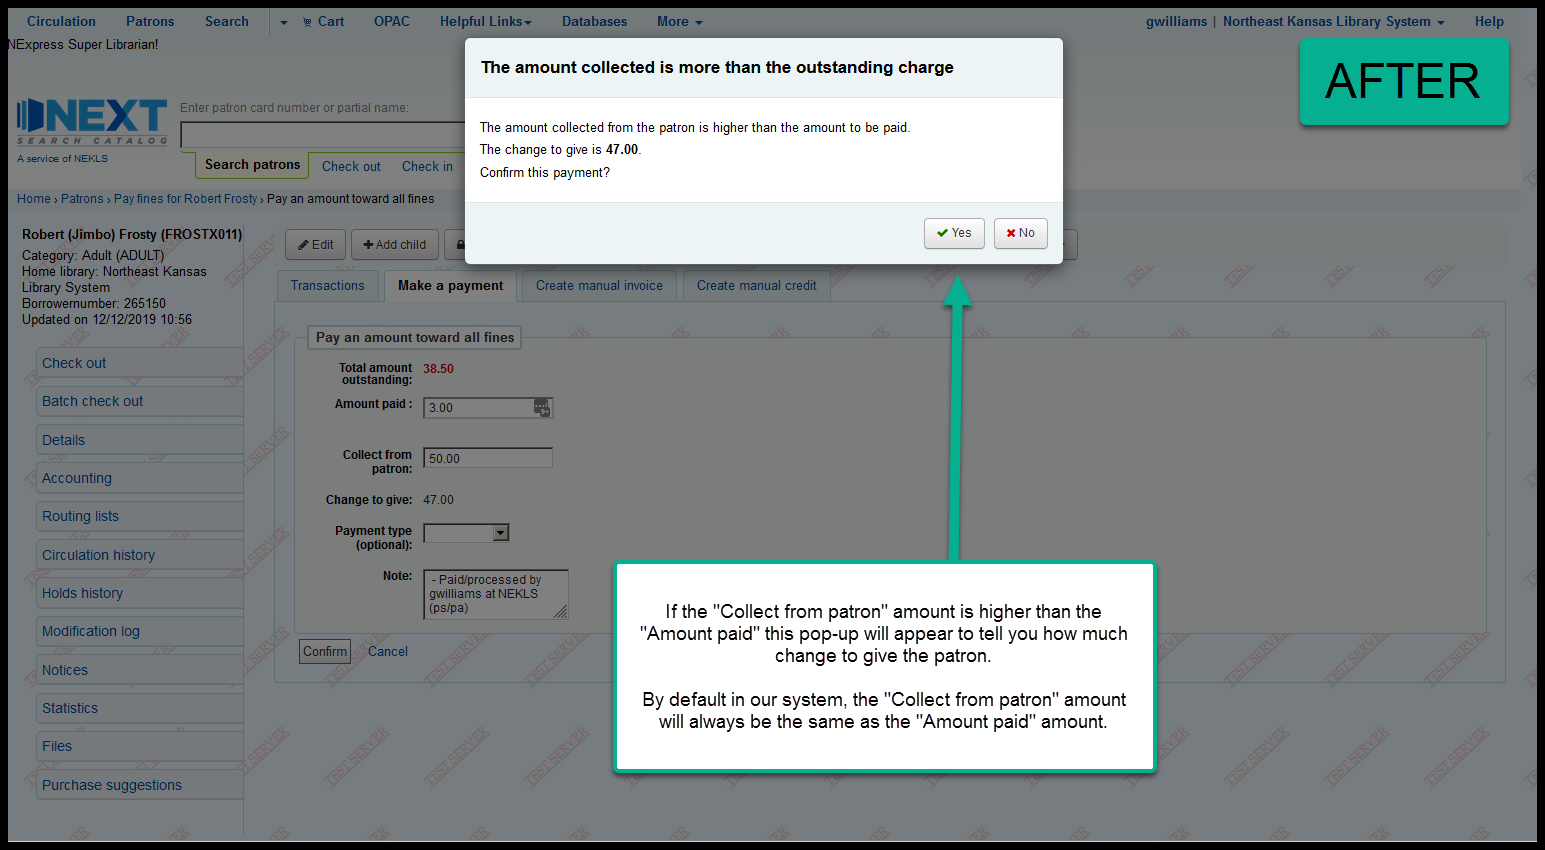 Circulation Patrons Search Cart OPAC Helpful Links Databases More gwilliams | Northeast Kansas Library System Help
NExpress Super Librarian!
AFTER
The amount collected is more than the outstanding charge
The amount collected from the patron is higher than the amount to be paid.
The change to give is 47.00.
Confirm this payment?
Yes No
NEXT
SEARCH CATALOG
A service of NEKLS
Enter patron card number or partial name:
Search patrons Check out Check in
Home › Patrons › Pay fines for Robert Frosty › Pay an amount toward all fines
Robert (Jimbo) Frosty (FROSTX011)
Category: Adult (ADULT)
Home library: Northeast Kansas
Library System
Borrowernumber: 265150
Updated on 12/12/2019 10:56
Check out
Batch check out
Details
Accounting
Routing lists
Circulation history
Holds history
Modification log
Notices
Statistics
Files
Purchase suggestions
Edit Add child
Transactions Make a payment Create manual invoice Create manual credit
Pay an amount toward all fines
Total amount
outstanding: 38.50
Amount paid : 3.00
Collect from
patron: 50.00
Change to give: 47.00
Payment type
(optional):
Note: - Paid/processed by
gwilliams at NEKLS
(ps/pa)
Confirm Cancel
If the "Collect from patron" amount is higher than the
"Amount paid" this pop-up will appear to tell you how much
change to give the patron.
By default in our system, the "Collect from patron" amount
will always be the same as the "Amount paid" amount.
TEST SERVER